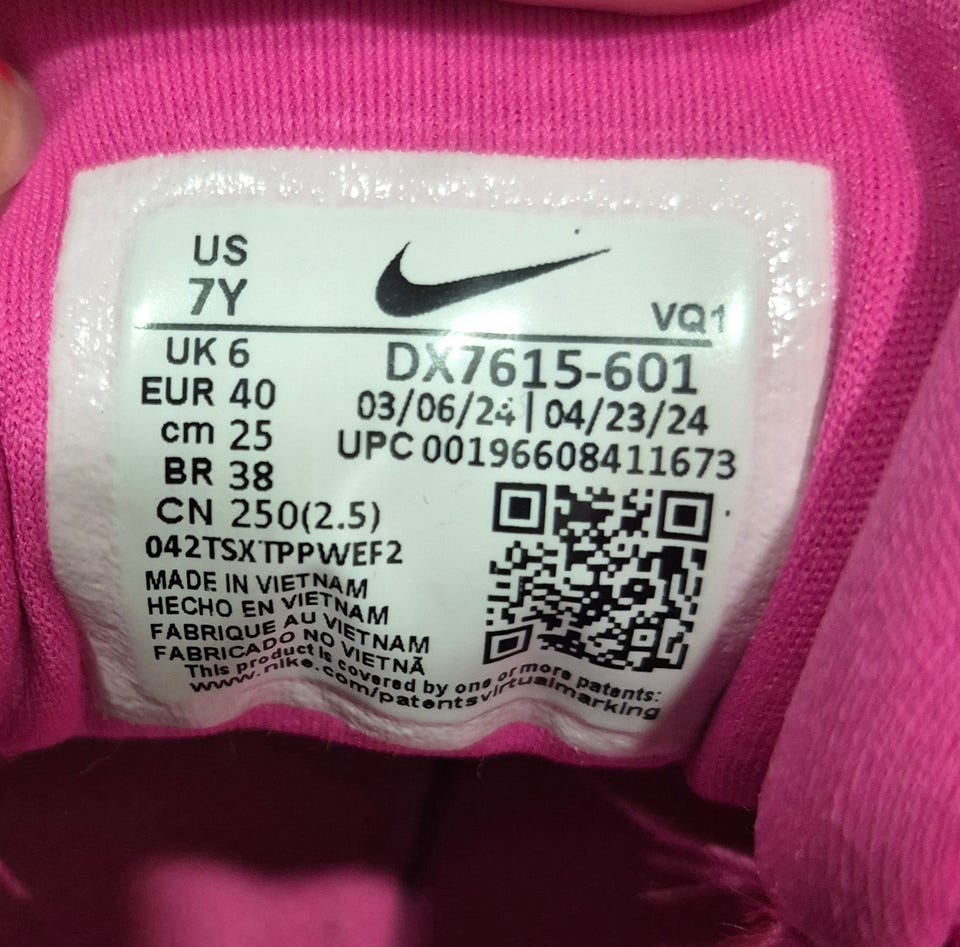 US
7Y
VQ1
UK 6
EUR 40
cm 25
BR 38
CN 250(2.5)
DX7615-601
03/06/24 | 04/23/24
UPC 00196608411673
042TSXTPPWEF2
MADE IN VIETNAM
HECHO EN VIETNAM
FABRIQUE AU VIETNAM
FABRICADO NO VIETNÃ
This product is covered by one or more patents:
www.nike.com/patentsvirtualmarking